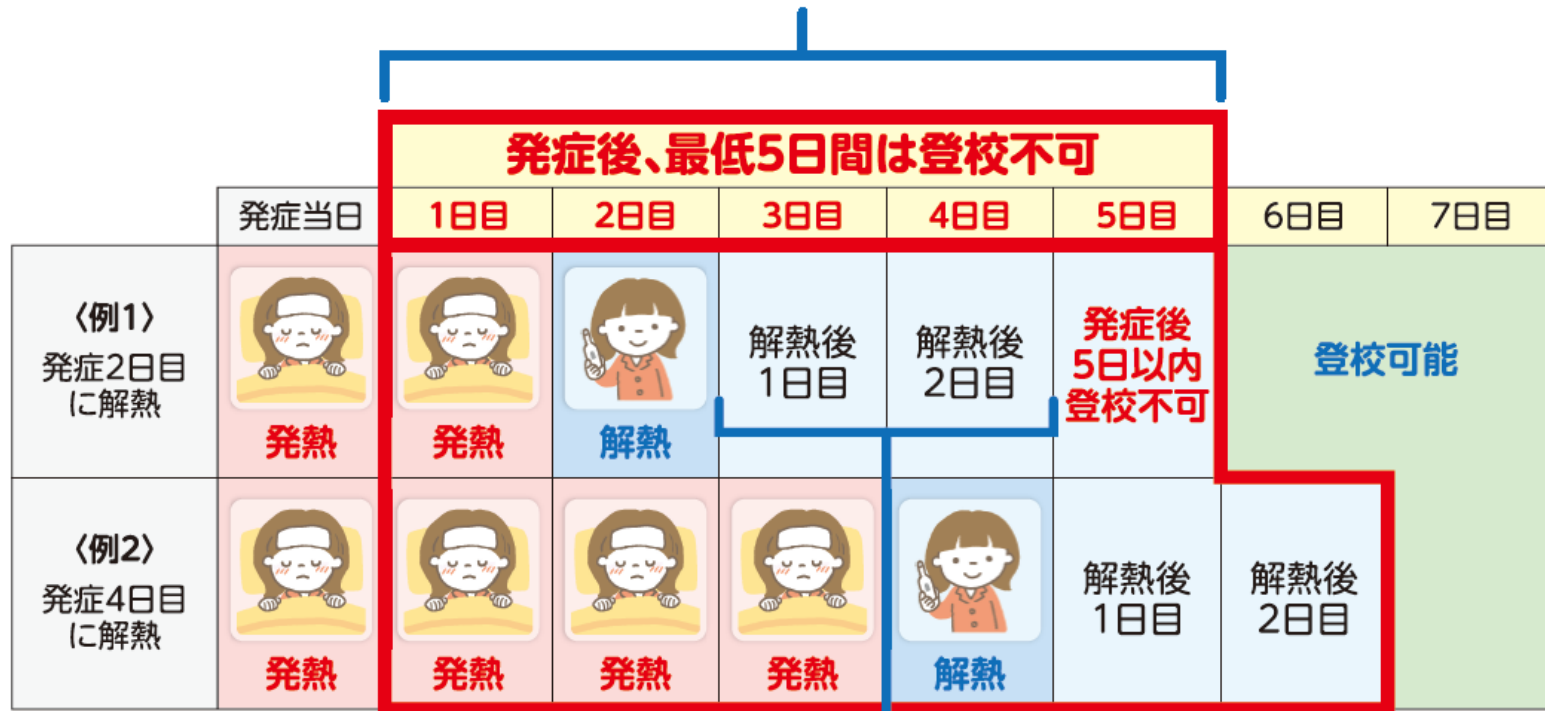 発症後、最低5日間は登校不可
発症当日 1日目 2日目 3日目 4日目 5日目 6日目 7日目
〈例1〉
発症2日目
に解熱
発熱
発熱
解熱
解熱後
1日目
解熱後
2日目
発症後
5日以内
登校不可
登校可能
〈例2〉
発症4日目
に解熱
発熱
発熱
発熱
発熱
解熱
解熱後
1日目
解熱後
2日目